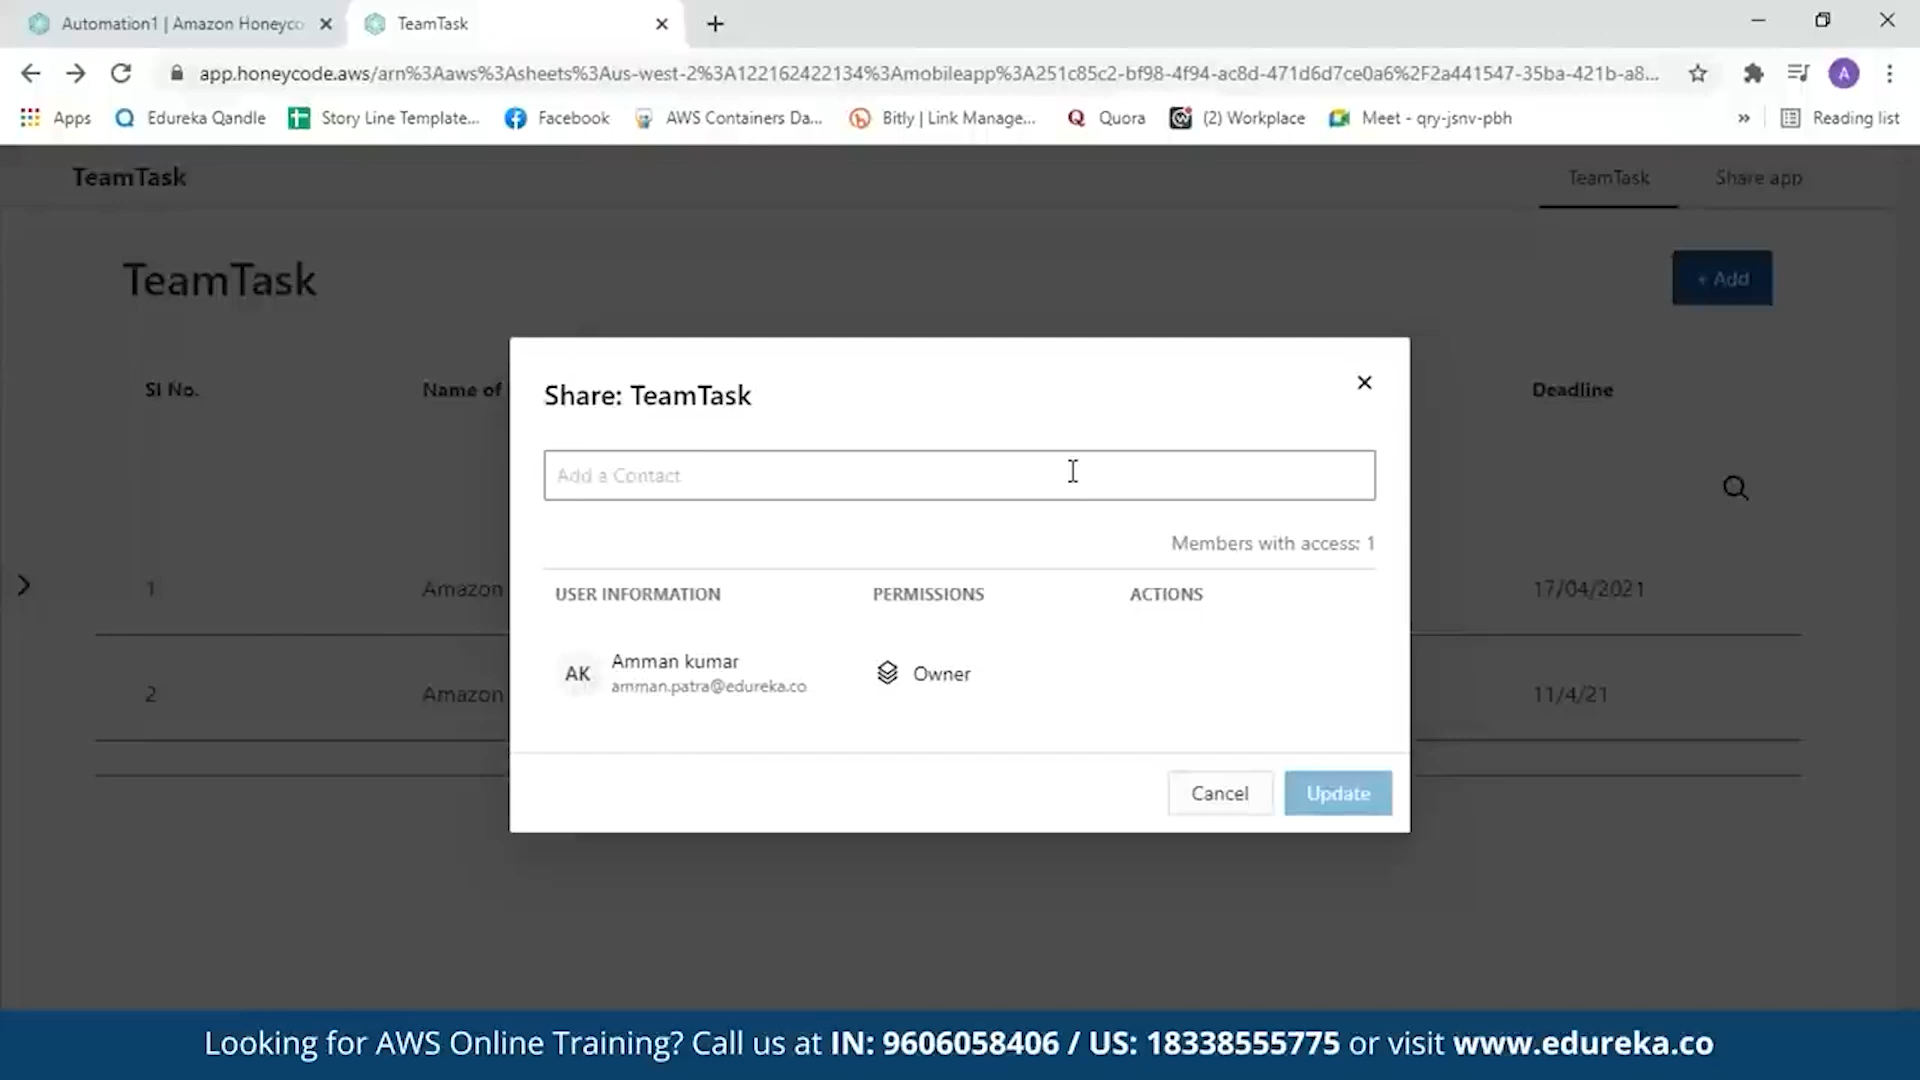 Automation1 | Amazon Honeyco
TeamTask
app.honeycode.aws/arn%3Aaws%3Asheets%3Aus-west-2%3A122162422134%3Amobileapp%3A251c85c2-bf98-4f94-ac8d-471d6d7ce0a6%2F2a441547-35ba-421b-a8...
A
Apps
Edureka Qandle
Story Line Template...
Facebook
AWS Containers Da...
Bitly | Link Manage...
Quora
(2) Workplace
Meet - qry-jsnv-pbh
»
Reading list
TeamTask
TeamTask
Share app
TeamTask
+ Add
Sl No.
Name of
Deadline
1
Amazon
17/04/2021
2
Amazon
11/4/21
Share: TeamTask
Add a Contact
Members with access: 1
USER INFORMATION
PERMISSIONS
ACTIONS
AK
Amman kumar
amman.patra@edureka.co
Owner
Cancel
Update
Looking for AWS Online Training? Call us at IN: 9606058406 / US: 18338555775 or visit www.edureka.co